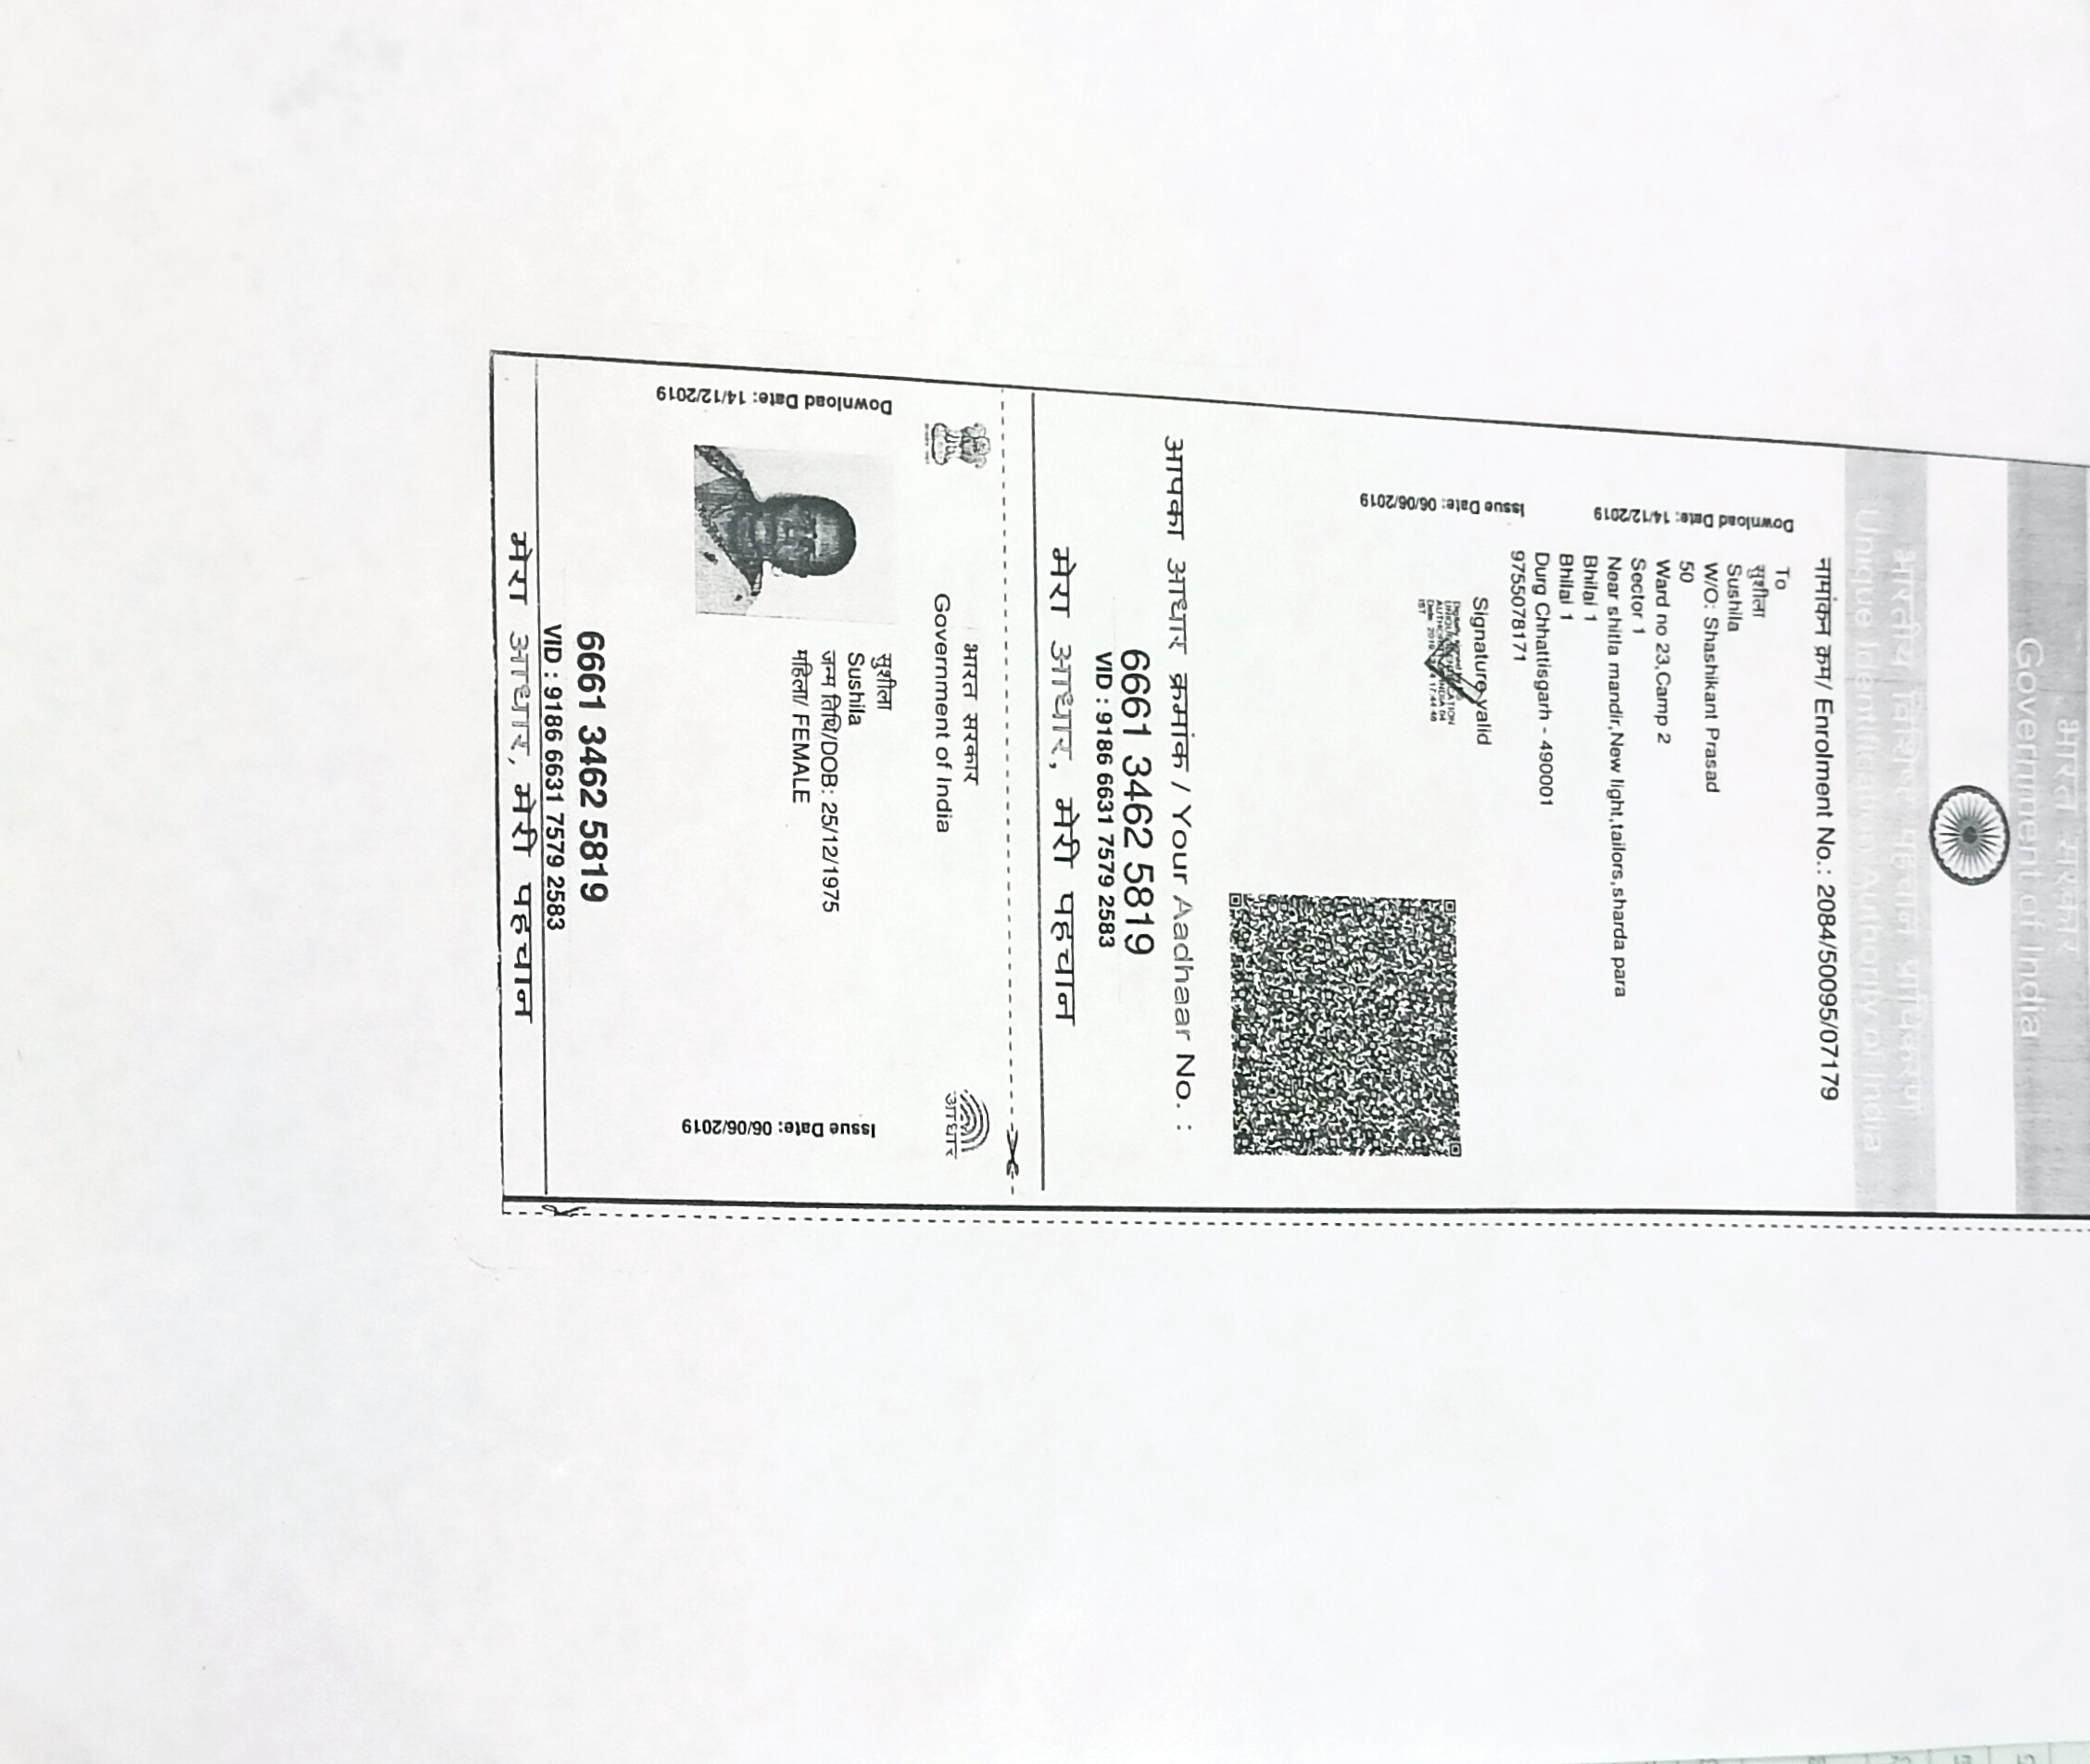 भारत सरकार
Government of India
भारतीय विशिष्ट पहचान प्राधिकरण
Unique Identification Authority of India
नामांकन क्रम/ Enrolment No.: 2084/50095/07179
Download Date: 14/12/2019
Issue Date: 06/06/2019
To
सुशीला
Sushila
W/O: Shashikant Prasad
50
Ward no 23,Camp 2
Sector 1
Near shitla mandir,New light,tailors,sharda para
Bhilai 1
Bhilai 1
Durg Chhattisgarh - 490001
9755078171
Signature valid
आपका आधार क्रमांक / Your Aadhaar No. :
6661 3462 5819
VID : 9186 6631 7579 2583
मेरा आधार, मेरी पहचान
भारत सरकार
Government of India
आधार
Download Date: 14/12/2019
Issue Date: 06/06/2019
सुशीला
Sushila
जन्म तिथि/DOB: 25/12/1975
महिला/ FEMALE
6661 3462 5819
VID : 9186 6631 7579 2583
मेरा आधार, मेरी पहचान